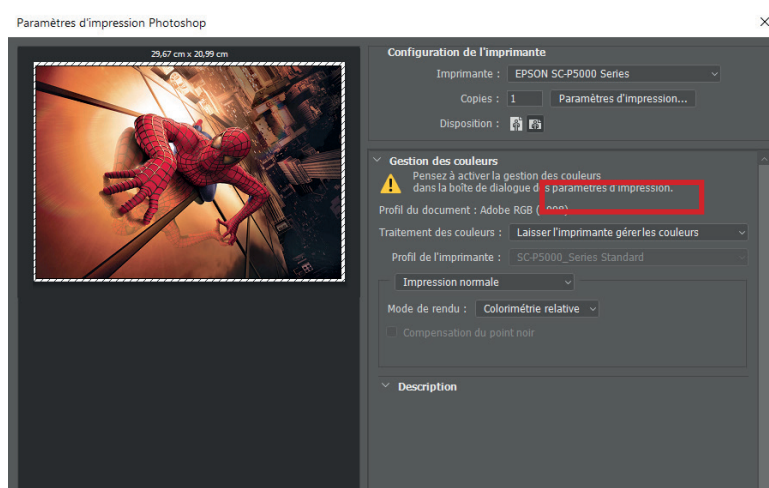 Paramètres d'impression Photoshop
29,67 cm x 20,99 cm
Configuration de l'imprimante
Imprimante : EPSON SC-P5000 Series
Copies : 1 Paramètres d'impression...
Disposition :
Gestion des couleurs
Pensez à activer la gestion des couleurs
dans la boîte de dialogue des paramètres d'impression.
Profil du document : Adobe RGB (1998)
Traitement des couleurs : Laisser l'imprimante gérer les couleurs
Profil de l'imprimante : SC-P5000_Series Standard
Impression normale
Mode de rendu : Colorimétrie relative
Compensation du point noir
Description